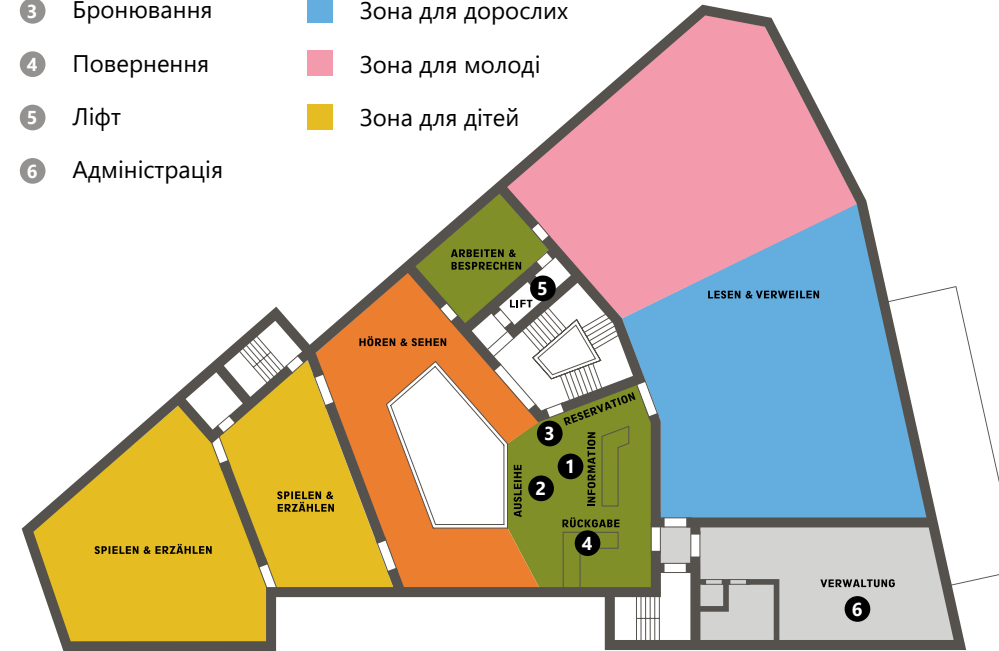 3 Бронювання
4 Повернення
5 Ліфт
6 Адміністрація
Зона для дорослих
Зона для молоді
Зона для дітей
ARBEITEN &
BESPRECHEN
5
LIFT
LESEN & VERWEILEN
HÖREN & SEHEN
RESERVATION
3
1
INFORMATION
2
AUSLEIHE
RÜCKGABE
4
SPIELEN &
ERZÄHLEN
SPIELEN & ERZÄHLEN
VERWALTUNG
6